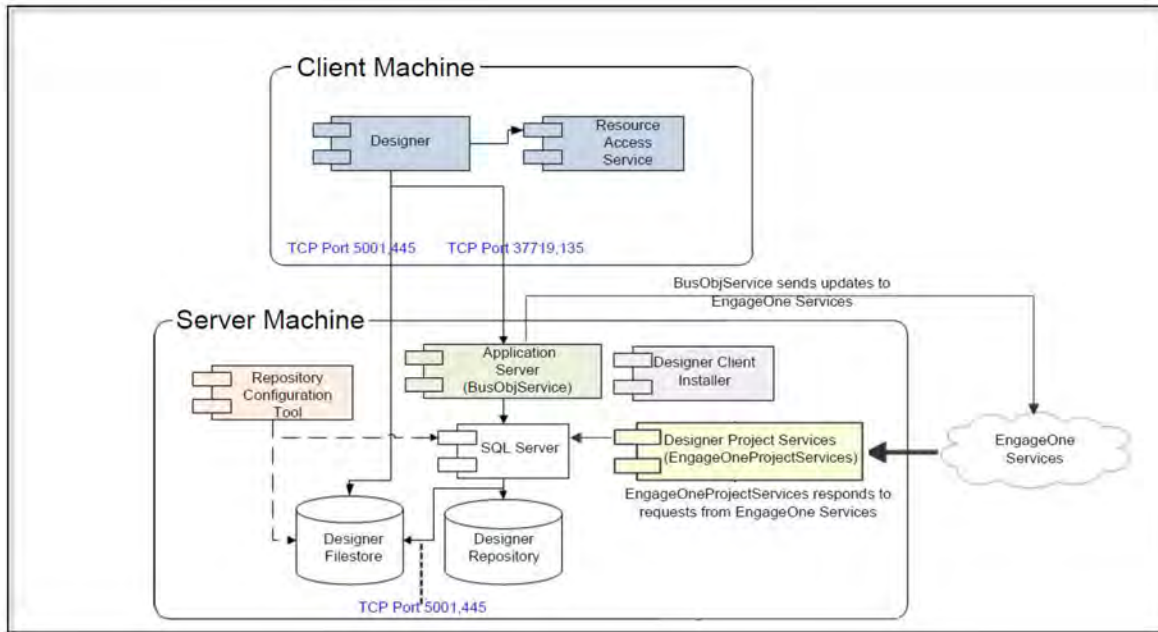 Client Machine
Designer
Resource
Access
Service
TCP Port 5001,445
TCP Port 37719,135
BusObjService sends updates to
EngageOne Services
Server Machine
Repository
Configuration
Tool
Application
Server
(BusObjService)
Designer Client
Installer
SQL Server
Designer Project Services
(EngageOneProjectServices)
EngageOne
Services
EngageOneProjectServices responds to
requests from EngageOne Services
Designer
Filestore
Designer
Repository
TCP Port 5001,445